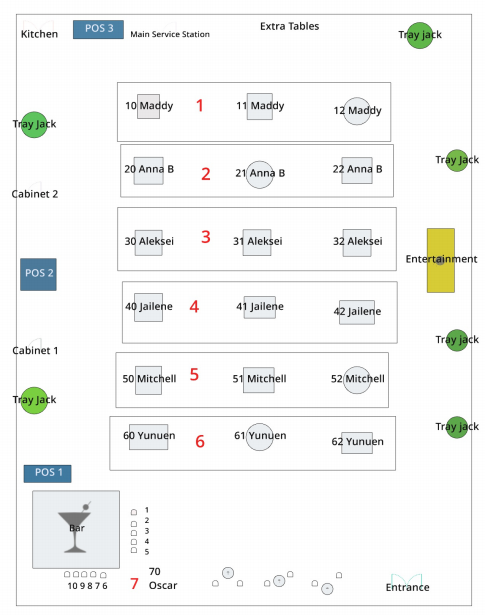 Kitchen
POS 3
Main Service Station
Extra Tables
Tray jack
10 Maddy
1
11 Maddy
12 Maddy
Tray Jack
20 Anna B
2
21 Anna B
22 Anna B
Tray jack
Cabinet 2
30 Aleksei
3
31 Aleksei
32 Aleksei
POS 2
Entertainment
40 Jailene
4
41 Jailene
42 Jailene
Tray jack
Cabinet 1
50 Mitchell
5
51 Mitchell
52 Mitchell
Tray Jack
60 Yunuen
6
61 Yunuen
62 Yunuen
Tray jack
POS 1
Bar
1
2
3
4
5
10 9 8 7 6
7
70
Oscar
Entrance